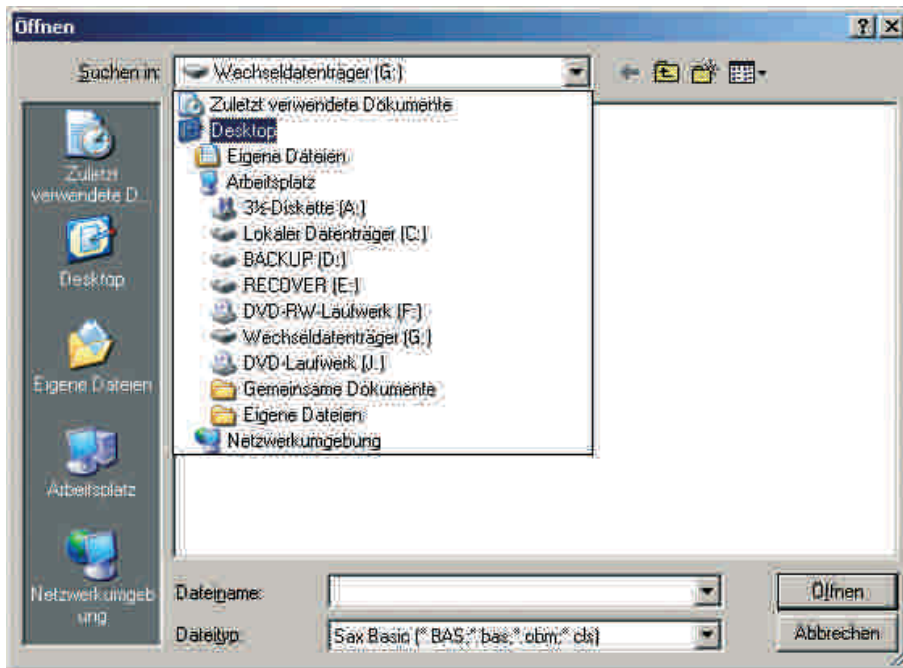 Öffnen
Suchen in:
Wechseldatenträger (G:)
Zuletzt verwendete Dokumente
Desktop
Eigene Dateien
Arbeitsplatz
3½-Diskette (A:)
Lokaler Datenträger (C:)
BACKUP (D:)
RECOVER (E:)
DVD-RW-Laufwerk (F:)
Wechseldatenträger (G:)
DVD-Laufwerk (J:)
Gemeinsame Dokumente
Eigene Dateien
Netzwerkumgebung
Zuletzt
verwendete D...
Desktop
Eigene Dateien
Arbeitsplatz
Netzwerkumgeb
ung
Dateiname:
Dateityp:
Sax Basic (*.BAS;*.bas;*.obm;*.cls)
Öffnen
Abbrechen